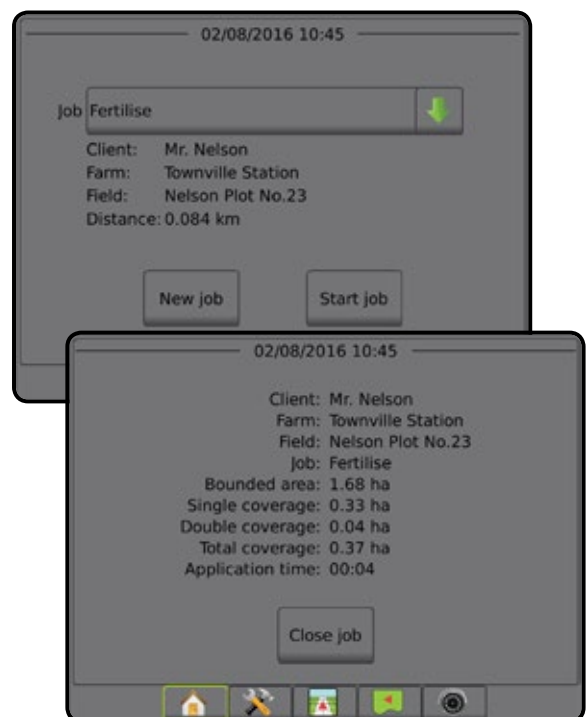 02/08/2016 10:45
Job Fertilise
Client: Mr. Nelson
Farm: Townville Station
Field: Nelson Plot No.23
Distance: 0.084 km
New job Start job
02/08/2016 10:45
Client: Mr. Nelson
Farm: Townville Station
Field: Nelson Plot No.23
Job: Fertilise
Bounded area: 1.68 ha
Single coverage: 0.33 ha
Double coverage: 0.04 ha
Total coverage: 0.37 ha
Application time: 00:04
Close job